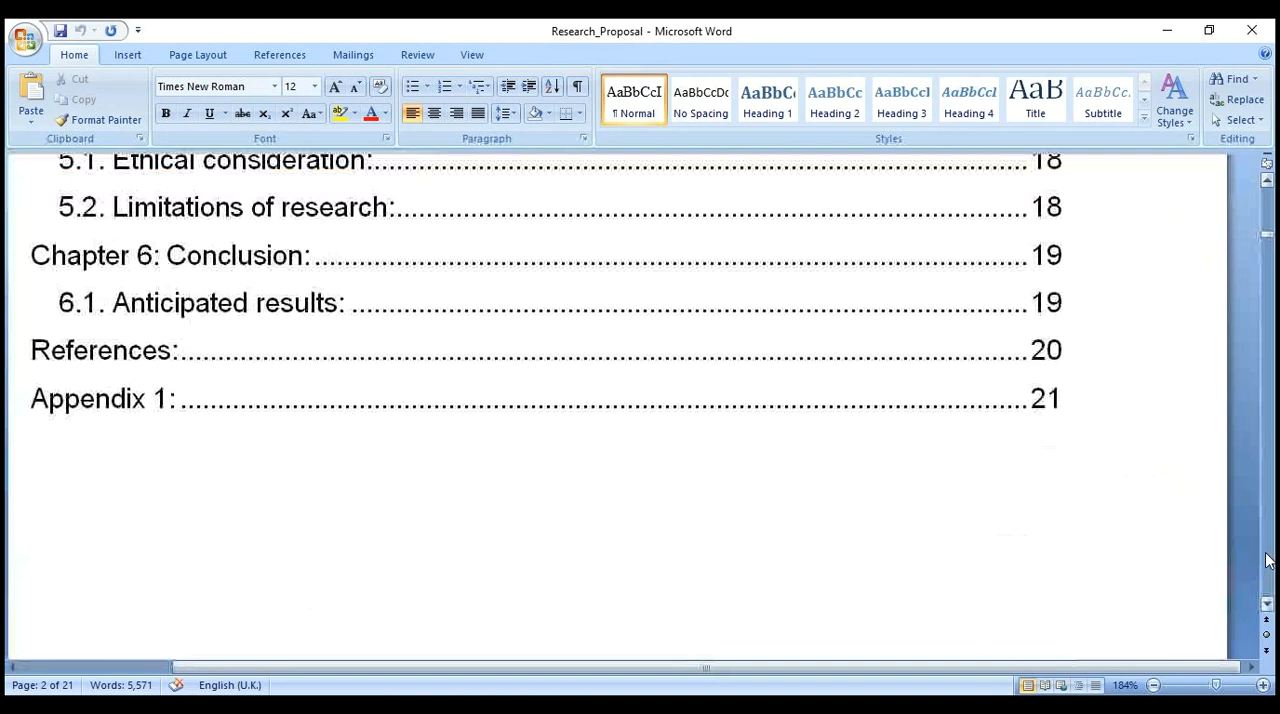 Research_Proposal - Microsoft Word
Home Insert Page Layout References Mailings Review View
Paste
Cut
Copy
Format Painter
Clipboard
Times New Roman 12
B I U abc x₂ x² Aa
Font
Paragraph
AaBbCcI AaBbCcDc AaBbC AaBbCc AaBbCcI AaBbCcI AaB AaBbCc.
¶ Normal No Spacing Heading 1 Heading 2 Heading 3 Heading 4 Title Subtitle
Change Styles
Styles
Find
Replace
Select
Editing
5.1. Ethical consideration:..........18
5.2. Limitations of research:..........18
Chapter 6: Conclusion:..........19
6.1. Anticipated results:..........19
References:..........20
Appendix 1:..........21
Page: 2 of 21 Words: 5,571 English (U.K.) 184%